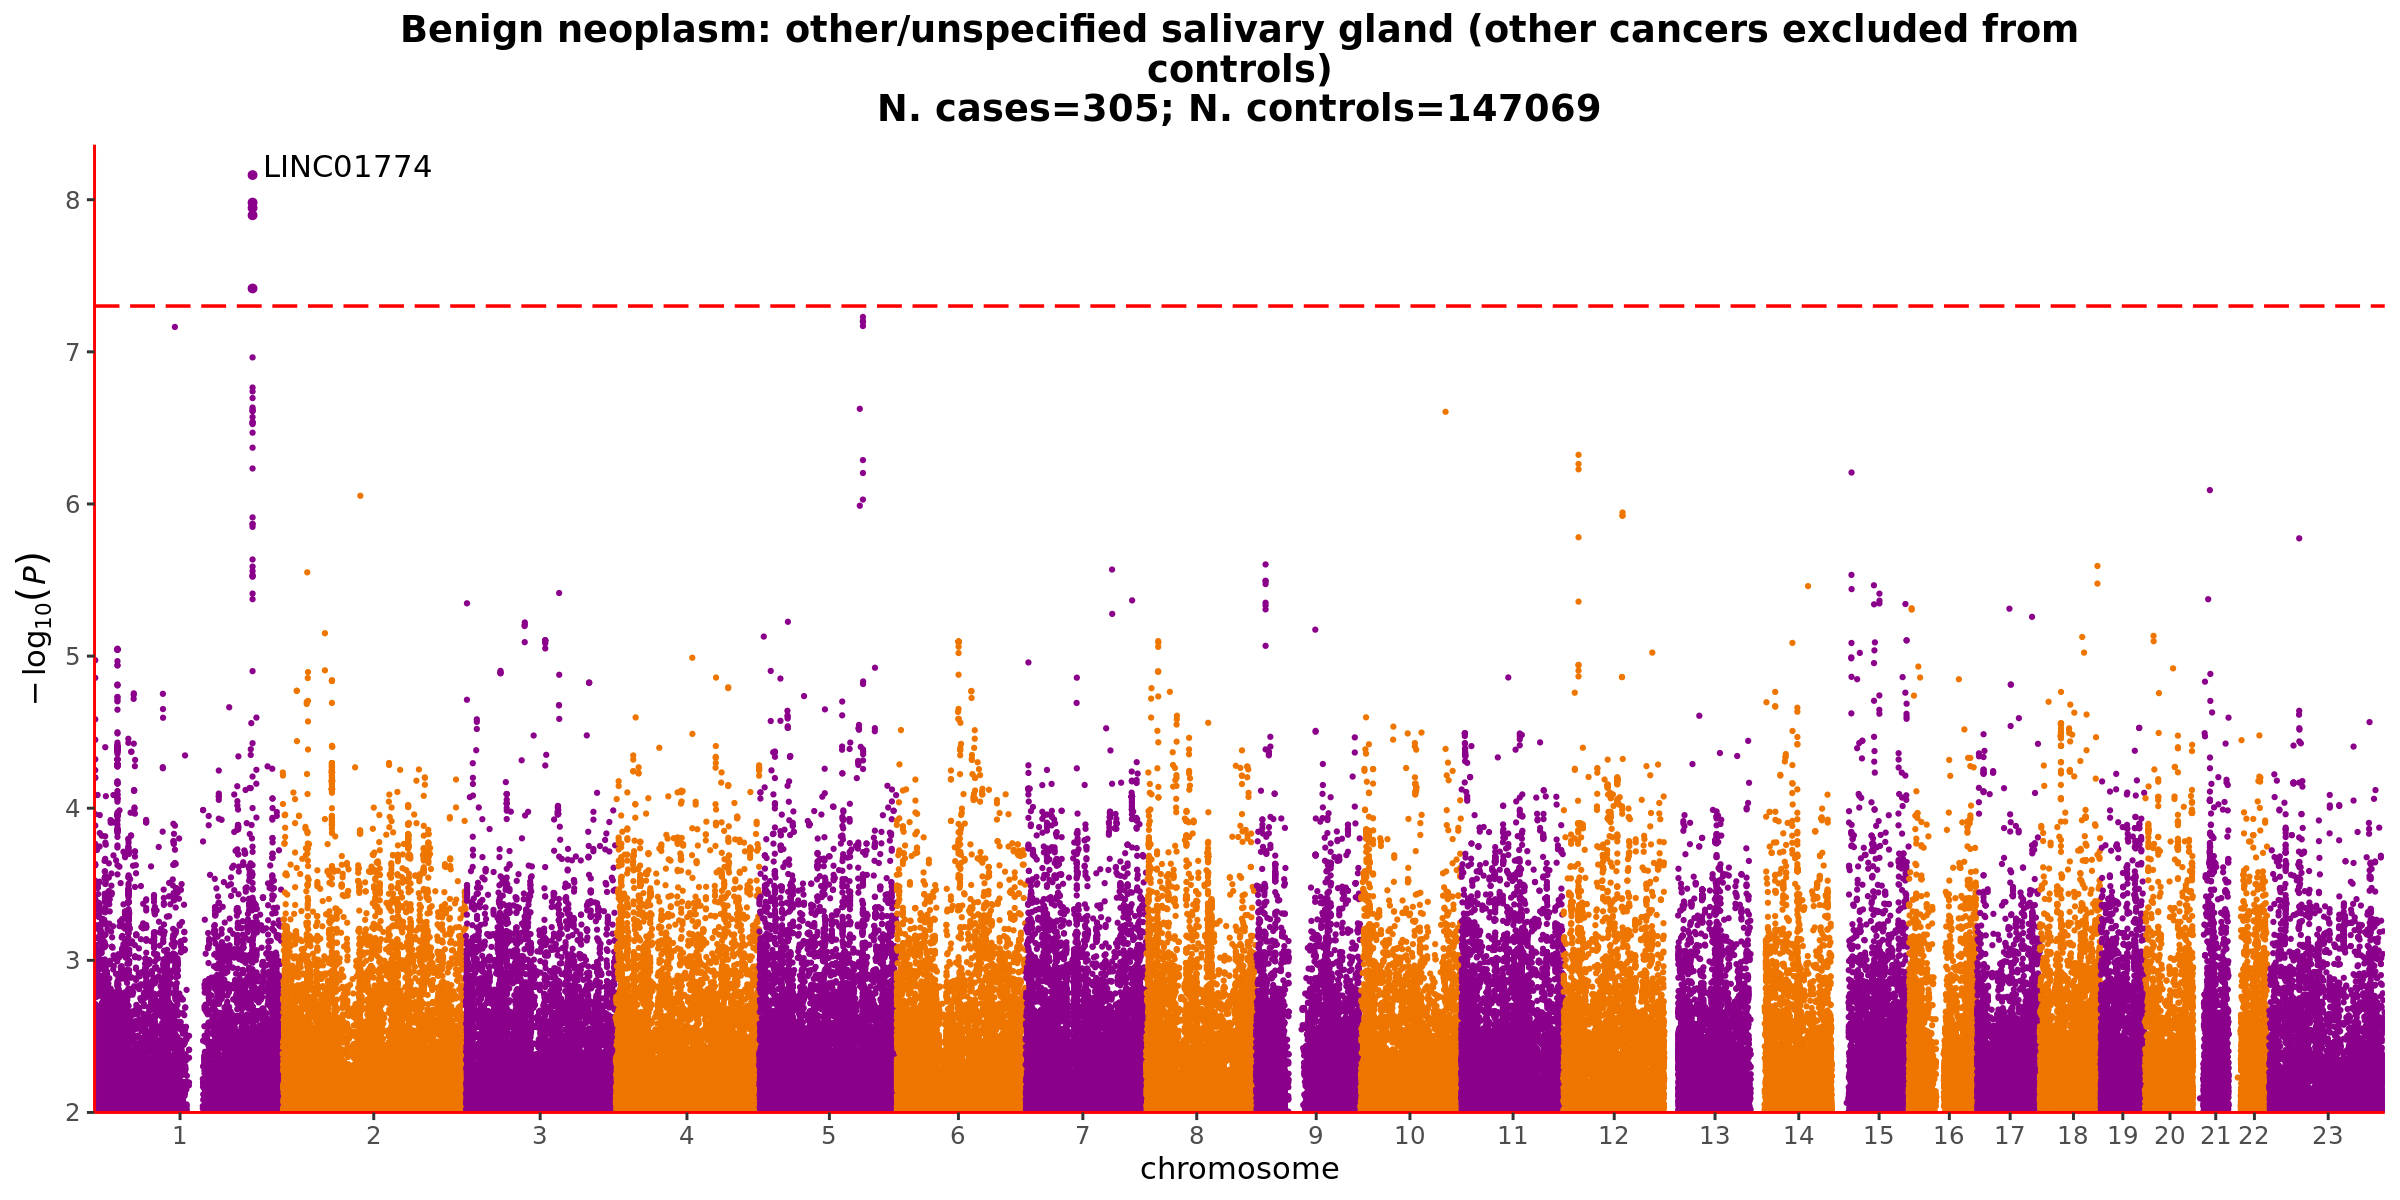 Benign neoplasm: other/unspecified salivary gland (other cancers excluded from
controls)
N. cases=305; N. controls=147069
LINC01774
8
7
6
5
4
3
2
−log10(P)
1 2 3 4 5 6 7 8 9 10 11 12 13 14 15 16 17 18 19 20 21 22 23
chromosome